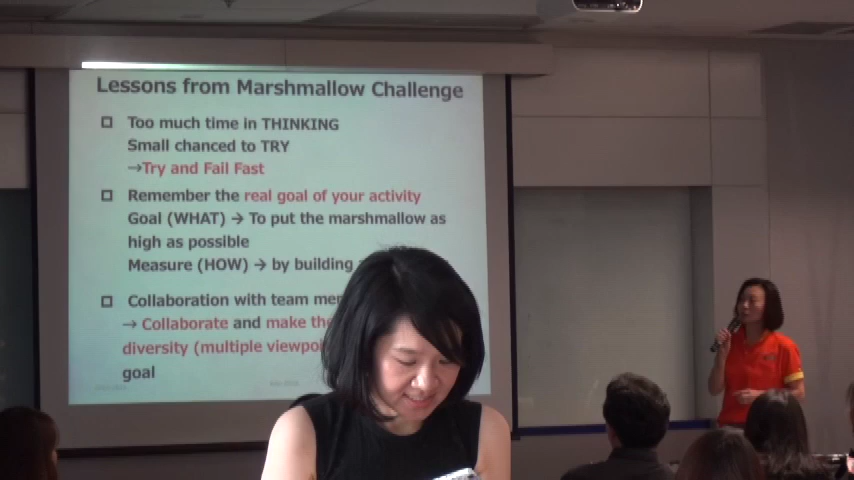 Lessons from Marshmallow Challenge
Too much time in THINKING
Small chanced to TRY
→Try and Fail Fast
Remember the real goal of your activity
Goal (WHAT) → To put the marshmallow as
high as possible
Measure (HOW) → by building
Collaboration with team
→ Collaborate and make
diversity (multiple
goal